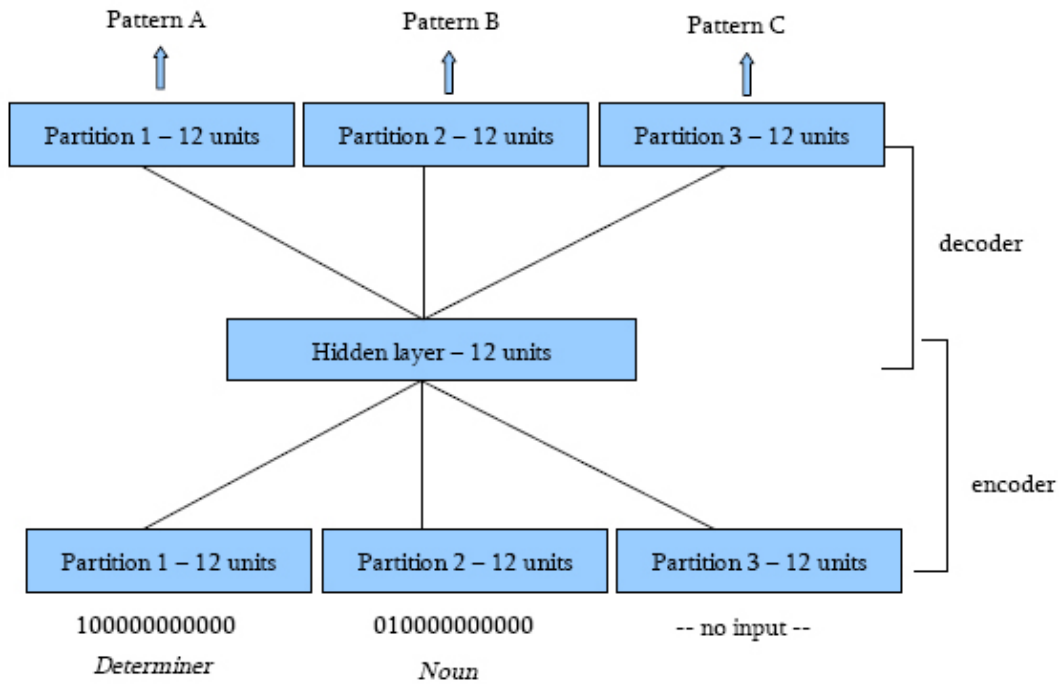 Pattern A
Pattern B
Pattern C
Partition 1 – 12 units
Partition 2 – 12 units
Partition 3 – 12 units
decoder
Hidden layer – 12 units
encoder
Partition 1 – 12 units
Partition 2 – 12 units
Partition 3 – 12 units
100000000000
010000000000
-- no input --
Determiner
Noun